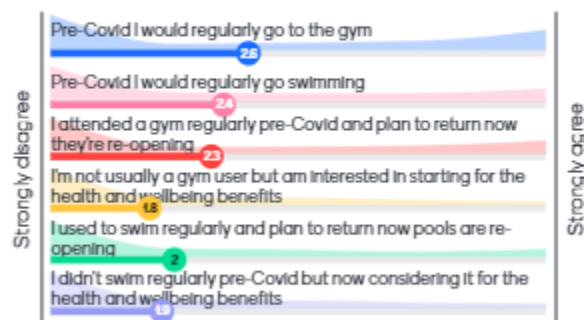 Pre-Covid I would regularly go to the gym
2.6
Pre-Covid I would regularly go swimming
2.4
I attended a gym regularly pre-Covid and plan to return now
they're re-opening
2.3
I'm not usually a gym user but am interested in starting for the
health and wellbeing benefits
1.8
I used to swim regularly and plan to return now pools are re-
opening
2
I didn't swim regularly pre-Covid but now considering it for the
health and wellbeing benefits
1.9
Strongly disagree
Strongly agree